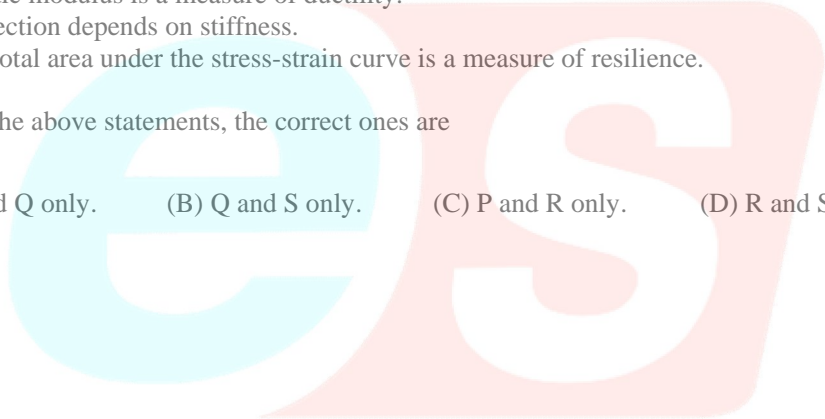 modulus is a measure of ductility.
ection depends on stiffness.
otal area under the stress-strain curve is a measure of resilience.
he above statements, the correct ones are
d Q only. (B) Q and S only. (C) P and R only. (D) R and S
es